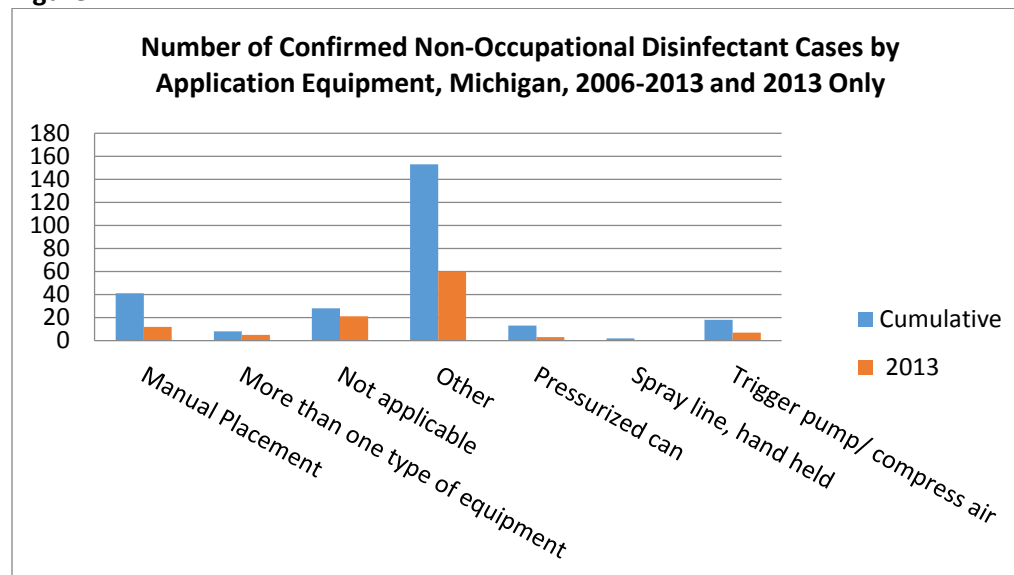 Number of Confirmed Non-Occupational Disinfectant Cases by
Application Equipment, Michigan, 2006-2013 and 2013 Only
180
160
140
120
100
80
60
40
20
0
Manual Placement
More than one type of equipment
Not applicable
Other
Pressurized can
Spray line, hand held
Trigger pump/ compress air
Cumulative
2013